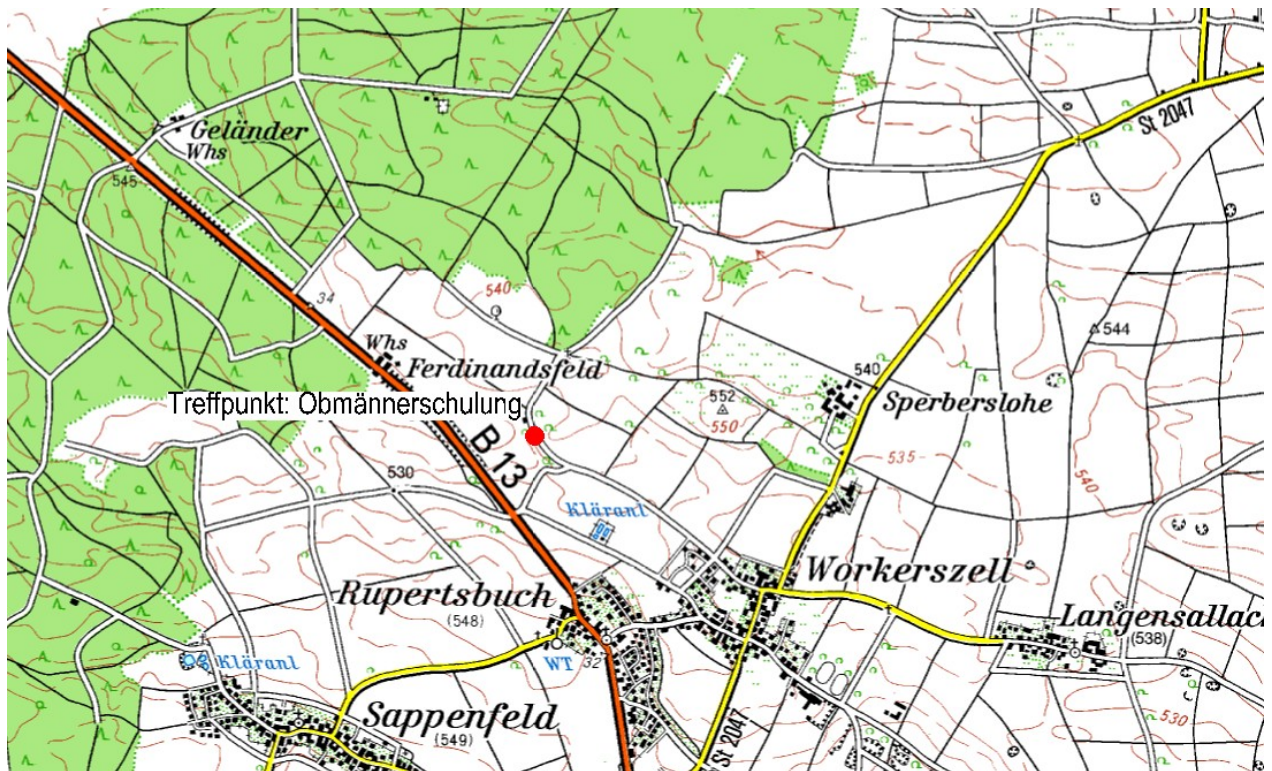 St 2047
Geländer
Whs
545
540
34
544
Whs
Ferdinandsfeld
540
552
550
Sperberslohe
Treffpunkt: Obmännerschulung
B 13
530
535
540
Kläranl
Workerszell
Rupertsbuch
(548)
Langensallach
(538)
Kläranl
WT
32
Sappenfeld
(549)
St 2047
530